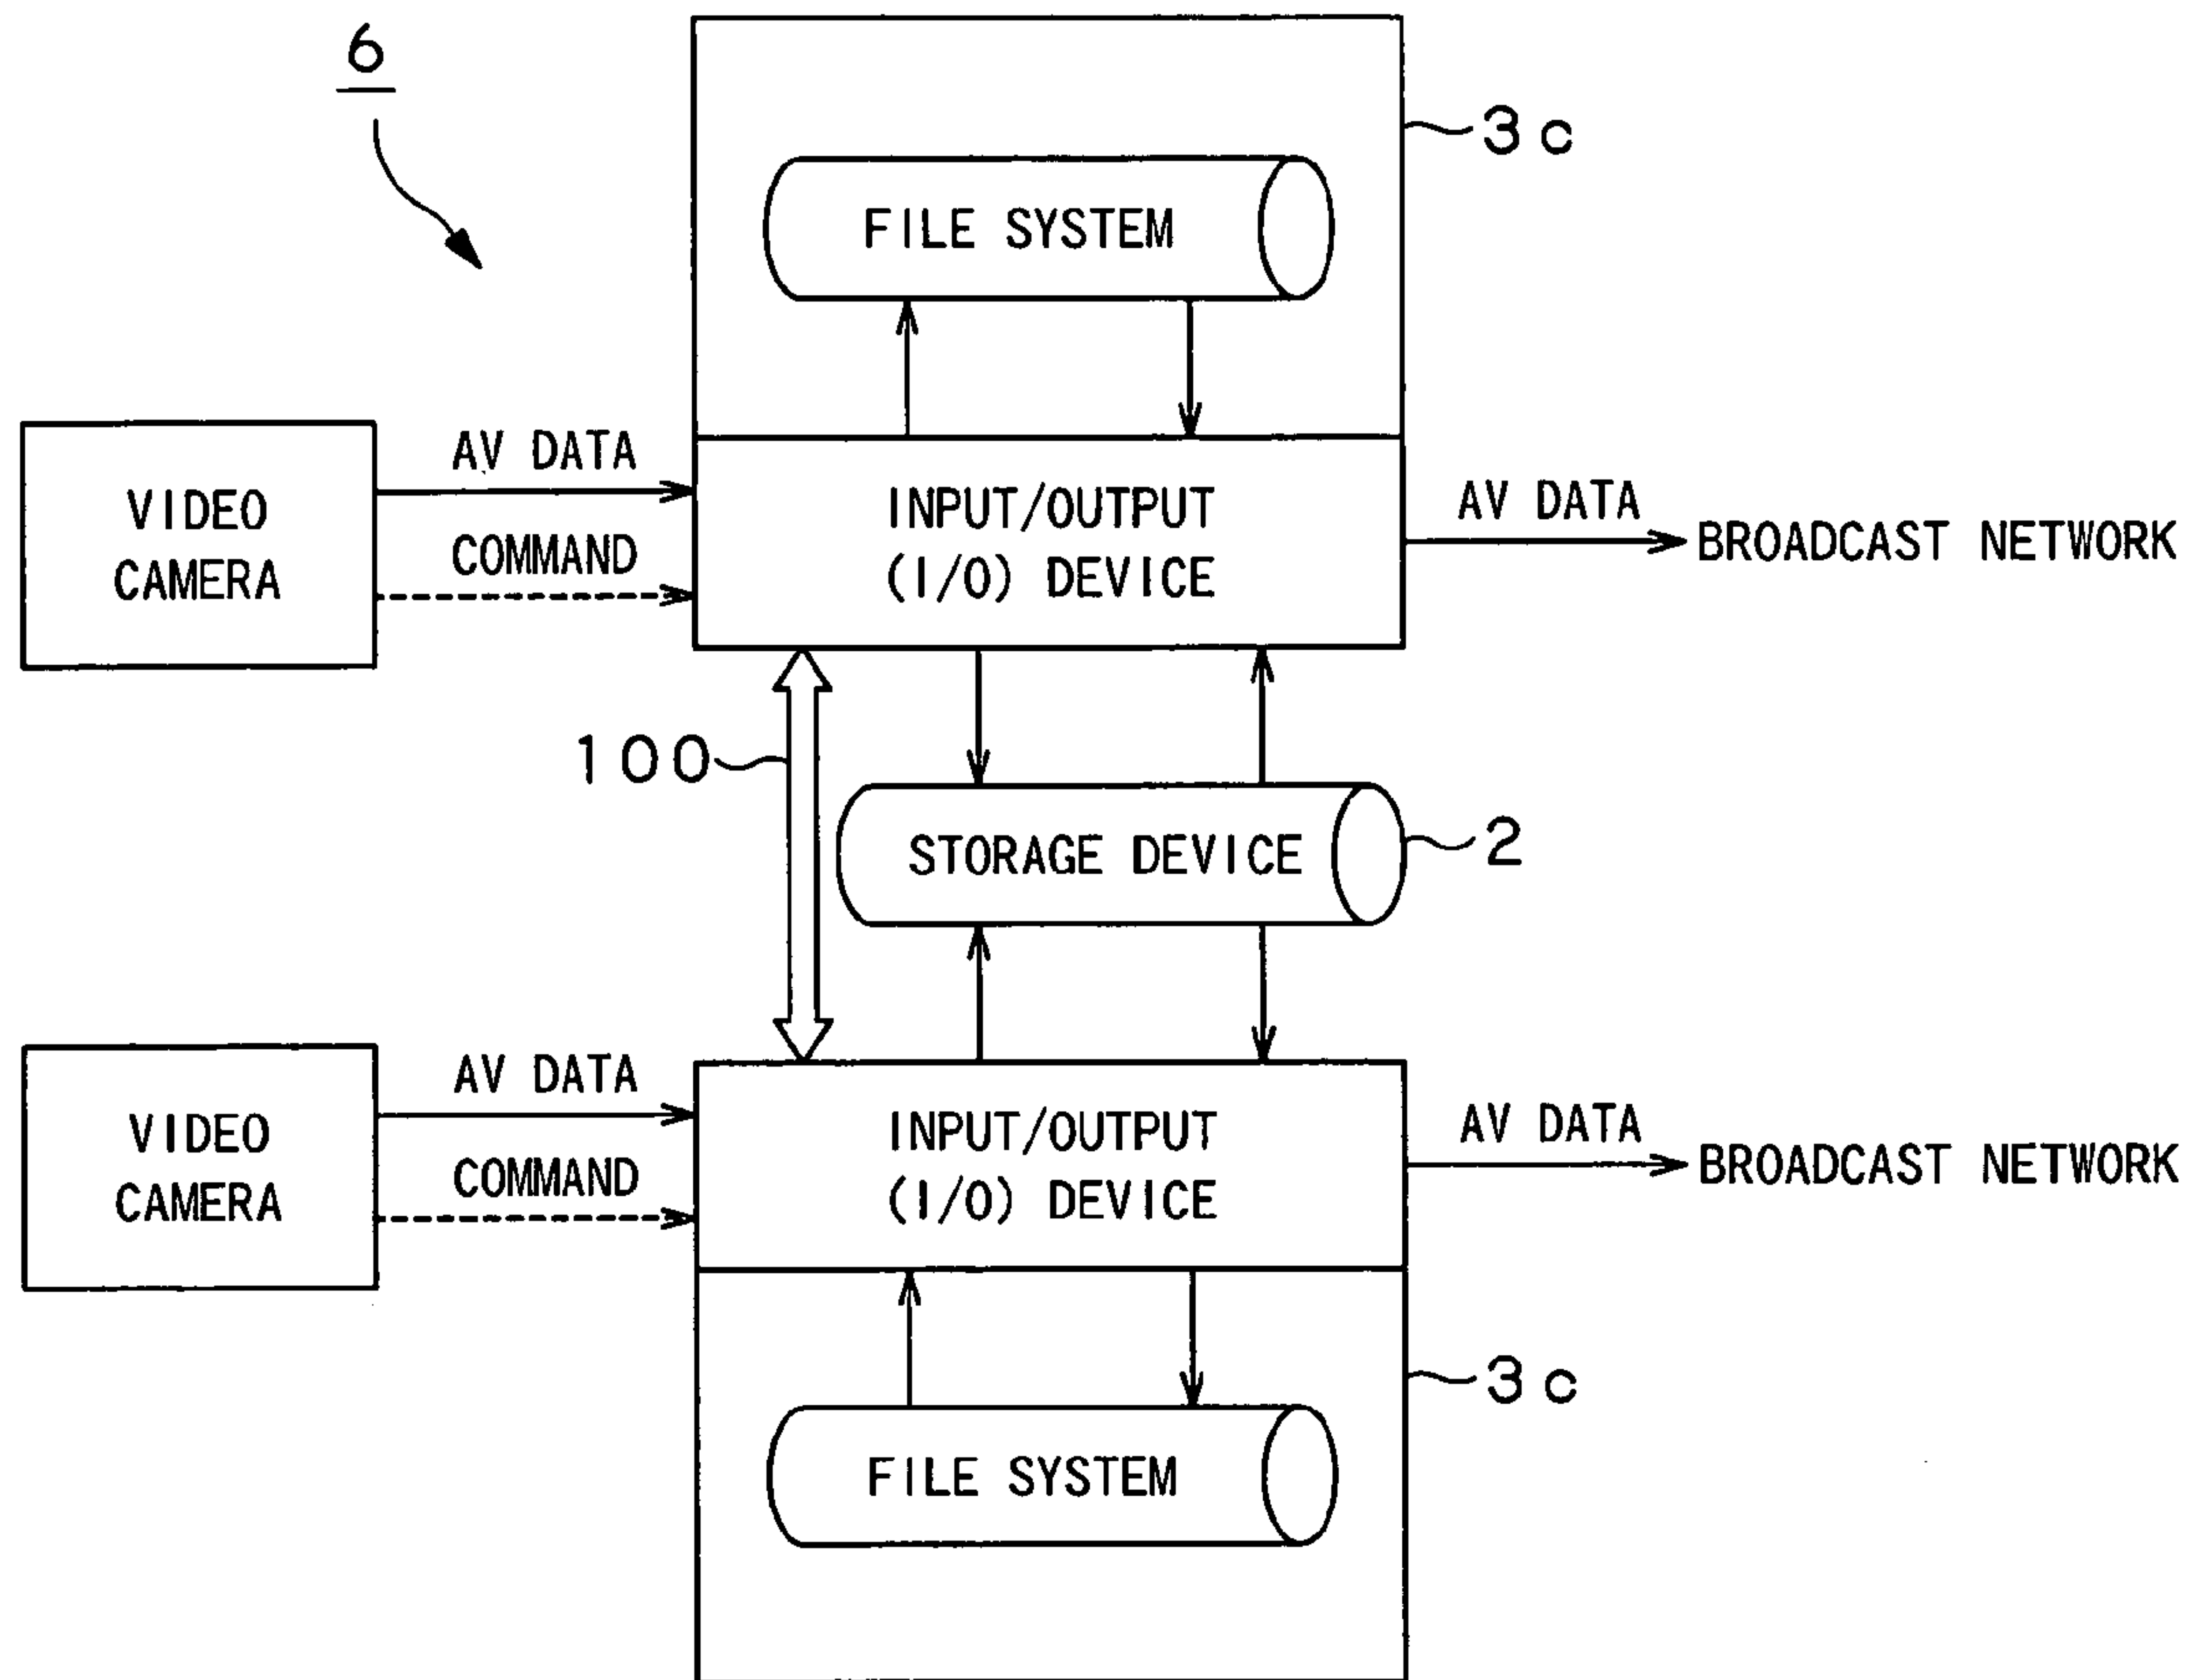 6
3c
FILE SYSTEM
VIDEO
CAMERA
AV DATA
COMMAND
INPUT/OUTPUT
(I/O) DEVICE
AV DATA
BROADCAST NETWORK
100
STORAGE DEVICE
2
VIDEO
CAMERA
AV DATA
COMMAND
INPUT/OUTPUT
(I/O) DEVICE
AV DATA
BROADCAST NETWORK
3c
FILE SYSTEM